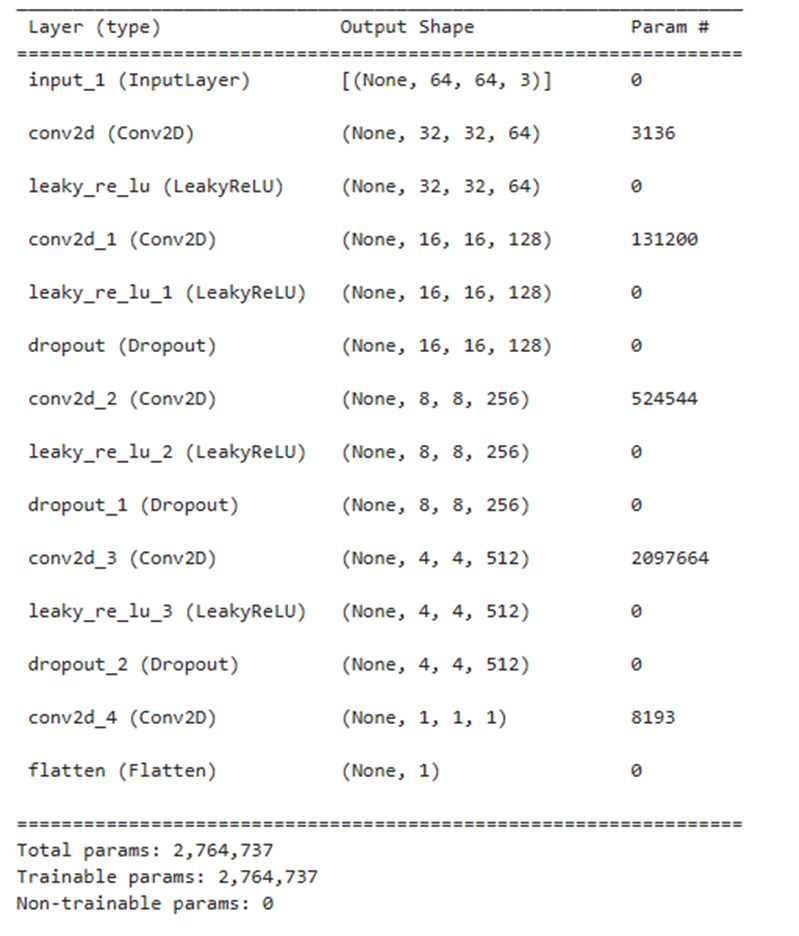 Layer (type) Output Shape Param #
=================================================================
input_1 (InputLayer) [(None, 64, 64, 3)] 0
conv2d (Conv2D) (None, 32, 32, 64) 3136
leaky_re_lu (LeakyReLU) (None, 32, 32, 64) 0
conv2d_1 (Conv2D) (None, 16, 16, 128) 131200
leaky_re_lu_1 (LeakyReLU) (None, 16, 16, 128) 0
dropout (Dropout) (None, 16, 16, 128) 0
conv2d_2 (Conv2D) (None, 8, 8, 256) 524544
leaky_re_lu_2 (LeakyReLU) (None, 8, 8, 256) 0
dropout_1 (Dropout) (None, 8, 8, 256) 0
conv2d_3 (Conv2D) (None, 4, 4, 512) 2097664
leaky_re_lu_3 (LeakyReLU) (None, 4, 4, 512) 0
dropout_2 (Dropout) (None, 4, 4, 512) 0
conv2d_4 (Conv2D) (None, 1, 1, 1) 8193
flatten (Flatten) (None, 1) 0
=================================================================
Total params: 2,764,737
Trainable params: 2,764,737
Non-trainable params: 0